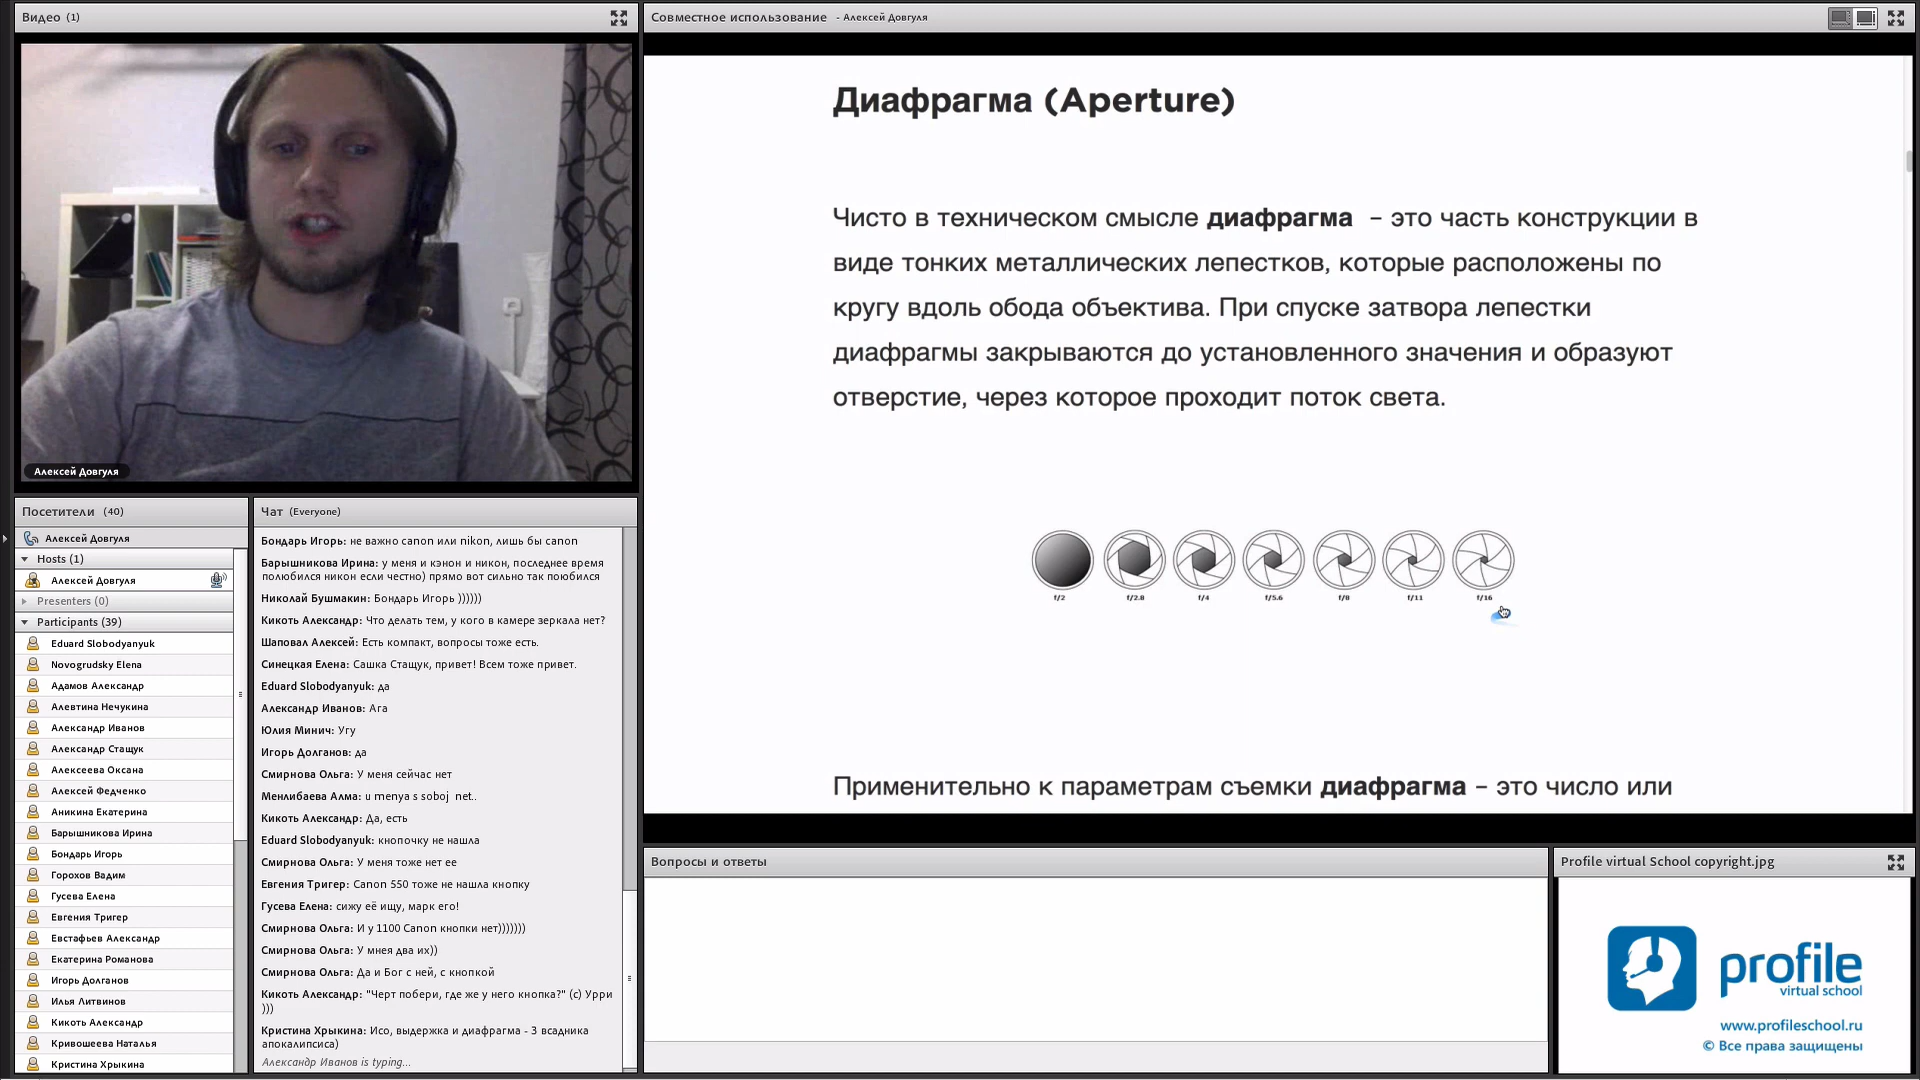 Видео (1)
Алексей Довгуля
Посетители (40)
Алексей Довгуля
Hosts (1)
Алексей Довгуля
Presenters (0)
Participants (39)
Eduard Slobodyanyuk
Novogrudsky Elena
Адамов Александр
Алевтина Нечукина
Александр Иванов
Александр Стащук
Алексеева Оксана
Алексей Федченко
Аникина Екатерина
Барышникова Ирина
Бондарь Игорь
Горохов Вадим
Гусева Елена
Евгения Тригер
Евстафьев Александр
Екатерина Романова
Игорь Долганов
Илья Литвинов
Кикоть Александр
Кривошеева Наталья
Кристина Хрыкина
Чат (Everyone)
Бондарь Игорь: не важно canon или nikon, лишь бы canon
Барышникова Ирина: у меня и кэнон и никон, последнее время
полюбился никон если честно) прямо вот сильно так поюбился
Николай Бушмакин: Бондарь Игорь ))))))
Кикоть Александр: Что делать тем, у кого в камере зеркала нет?
Шаповал Алексей: Есть компакт, вопросы тоже есть.
Синецкая Елена: Сашка Стащук, привет! Всем тоже привет.
Eduard Slobodyanyuk: да
Александр Иванов: Ага
Юлия Минич: Угу
Игорь Долганов: да
Смирнова Ольга: У меня сейчас нет
Менлибаева Алма: u menya s soboj net..
Кикоть Александр: Да, есть
Eduard Slobodyanyuk: кнопочку не нашла
Смирнова Ольга: У меня тоже нет ее
Евгения Тригер: Canon 550 тоже не нашла кнопку
Гусева Елена: сижу её ищу, марк его!
Смирнова Ольга: И у 1100 Canon кнопки нет)))))))
Смирнова Ольга: У мнея два их))
Смирнова Ольга: Да и Бог с ней, с кнопкой
Кикоть Александр: "Черт побери, где же у него кнопка?" (с) Урри
)))
Кристина Хрыкина: Исо, выдержка и диафрагма - 3 всадника
апокалипсиса)
Александр Иванов is typing...
Совместное использование - Алексей Довгуля
Диафрагма (Aperture)
Чисто в техническом смысле диафрагма – это часть конструкции в
виде тонких металлических лепестков, которые расположены по
кругу вдоль обода объектива. При спуске затвора лепестки
диафрагмы закрываются до установленного значения и образуют
отверстие, через которое проходит поток света.
f/2 f/2.8 f/4 f/5.6 f/8 f/11 f/16
Применительно к параметрам съемки диафрагма – это число или
Вопросы и ответы
Profile virtual School copyright.jpg
profile
virtual school
www.profileschool.ru
© Все права защищены